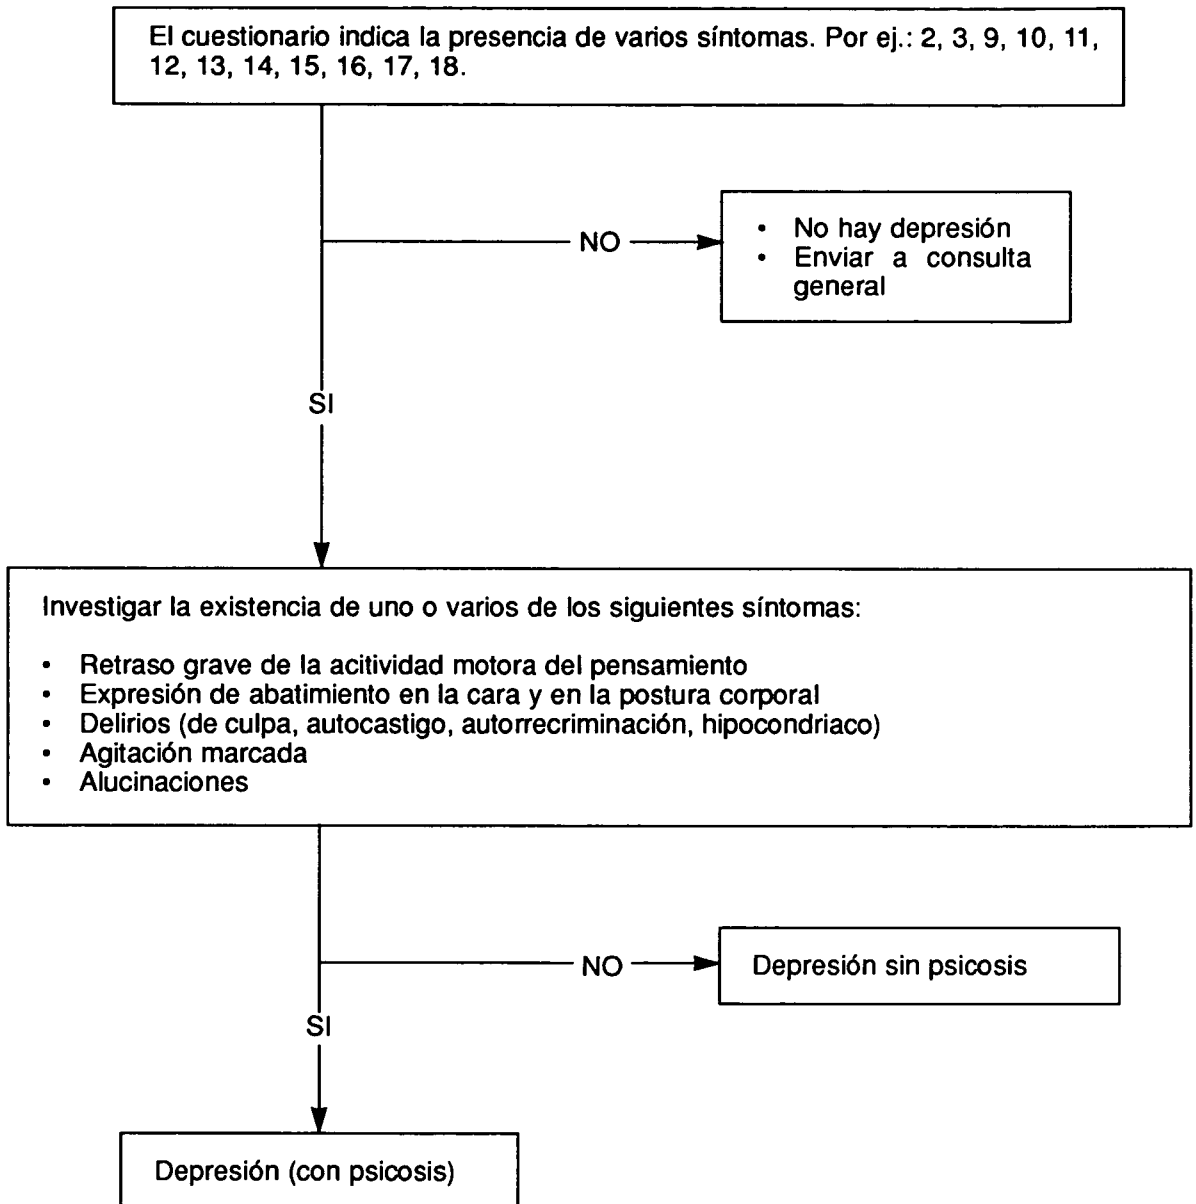 El cuestionario indica la presencia de varios síntomas. Por ej.: 2, 3, 9, 10, 11,
12, 13, 14, 15, 16, 17, 18.
NO
• No hay depresión
• Enviar a consulta
general
SI
Investigar la existencia de uno o varios de los siguientes síntomas:
• Retraso grave de la acitividad motora del pensamiento
• Expresión de abatimiento en la cara y en la postura corporal
• Delirios (de culpa, autocastigo, autorrecriminación, hipocondriaco)
• Agitación marcada
• Alucinaciones
NO
Depresión sin psicosis
SI
Depresión (con psicosis)